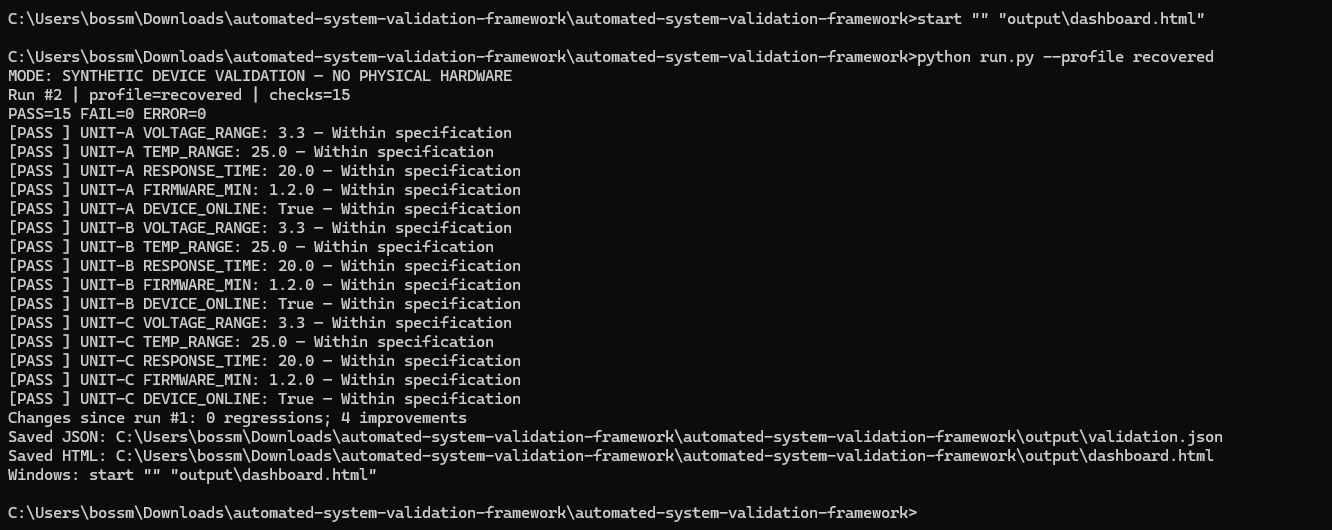 C:\Users\bossm\Downloads\automated-system-validation-framework\automated-system-validation-framework>start "" "output\dashboard.html"
C:\Users\bossm\Downloads\automated-system-validation-framework\automated-system-validation-framework>python run.py --profile recovered
MODE: SYNTHETIC DEVICE VALIDATION — NO PHYSICAL HARDWARE
Run #2 | profile=recovered | checks=15
PASS=15 FAIL=0 ERROR=0
[PASS ] UNIT-A VOLTAGE_RANGE: 3.3 — Within specification
[PASS ] UNIT-A TEMP_RANGE: 25.0 — Within specification
[PASS ] UNIT-A RESPONSE_TIME: 20.0 — Within specification
[PASS ] UNIT-A FIRMWARE_MIN: 1.2.0 — Within specification
[PASS ] UNIT-A DEVICE_ONLINE: True — Within specification
[PASS ] UNIT-B VOLTAGE_RANGE: 3.3 — Within specification
[PASS ] UNIT-B TEMP_RANGE: 25.0 — Within specification
[PASS ] UNIT-B RESPONSE_TIME: 20.0 — Within specification
[PASS ] UNIT-B FIRMWARE_MIN: 1.2.0 — Within specification
[PASS ] UNIT-B DEVICE_ONLINE: True — Within specification
[PASS ] UNIT-C VOLTAGE_RANGE: 3.3 — Within specification
[PASS ] UNIT-C TEMP_RANGE: 25.0 — Within specification
[PASS ] UNIT-C RESPONSE_TIME: 20.0 — Within specification
[PASS ] UNIT-C FIRMWARE_MIN: 1.2.0 — Within specification
[PASS ] UNIT-C DEVICE_ONLINE: True — Within specification
Changes since run #1: 0 regressions; 4 improvements
Saved JSON: C:\Users\bossm\Downloads\automated-system-validation-framework\automated-system-validation-framework\output\validation.json
Saved HTML: C:\Users\bossm\Downloads\automated-system-validation-framework\automated-system-validation-framework\output\dashboard.html
Windows: start "" "output\dashboard.html"
C:\Users\bossm\Downloads\automated-system-validation-framework\automated-system-validation-framework>